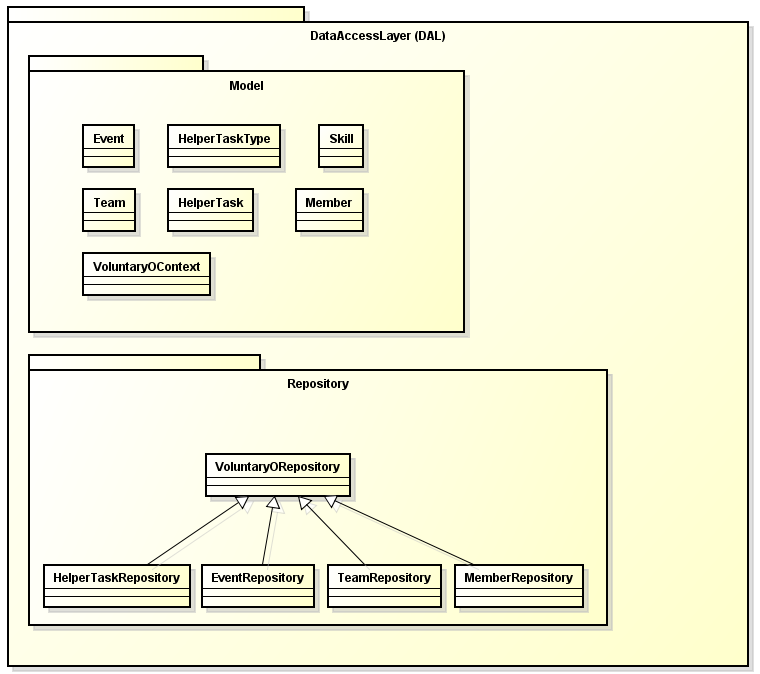 DataAccessLayer (DAL)
Model
Event
HelperTaskType
Skill
Team
HelperTask
Member
VoluntaryOContext
Repository
VoluntaryORepository
HelperTaskRepository
EventRepository
TeamRepository
MemberRepository